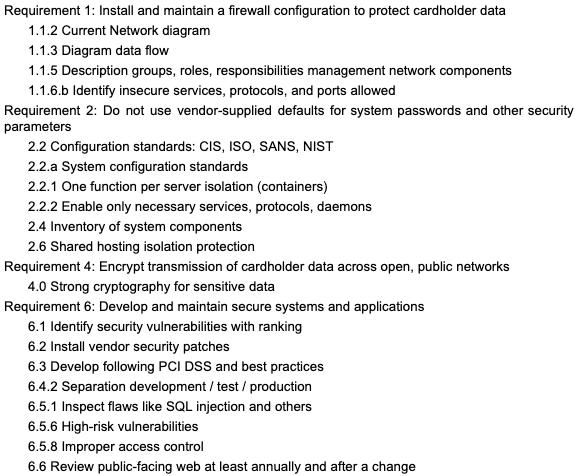 Requirement 1: Install and maintain a firewall configuration to protect cardholder data
1.1.2 Current Network diagram
1.1.3 Diagram data flow
1.1.5 Description groups, roles, responsibilities management network components
1.1.6.b Identify insecure services, protocols, and ports allowed
Requirement 2: Do not use vendor-supplied defaults for system passwords and other security
parameters
2.2 Configuration standards: CIS, ISO, SANS, NIST
2.2.a System configuration standards
2.2.1 One function per server isolation (containers)
2.2.2 Enable only necessary services, protocols, daemons
2.4 Inventory of system components
2.6 Shared hosting isolation protection
Requirement 4: Encrypt transmission of cardholder data across open, public networks
4.0 Strong cryptography for sensitive data
Requirement 6: Develop and maintain secure systems and applications
6.1 Identify security vulnerabilities with ranking
6.2 Install vendor security patches
6.3 Develop following PCI DSS and best practices
6.4.2 Separation development / test / production
6.5.1 Inspect flaws like SQL injection and others
6.5.6 High-risk vulnerabilities
6.5.8 Improper access control
6.6 Review public-facing web at least annually and after a change